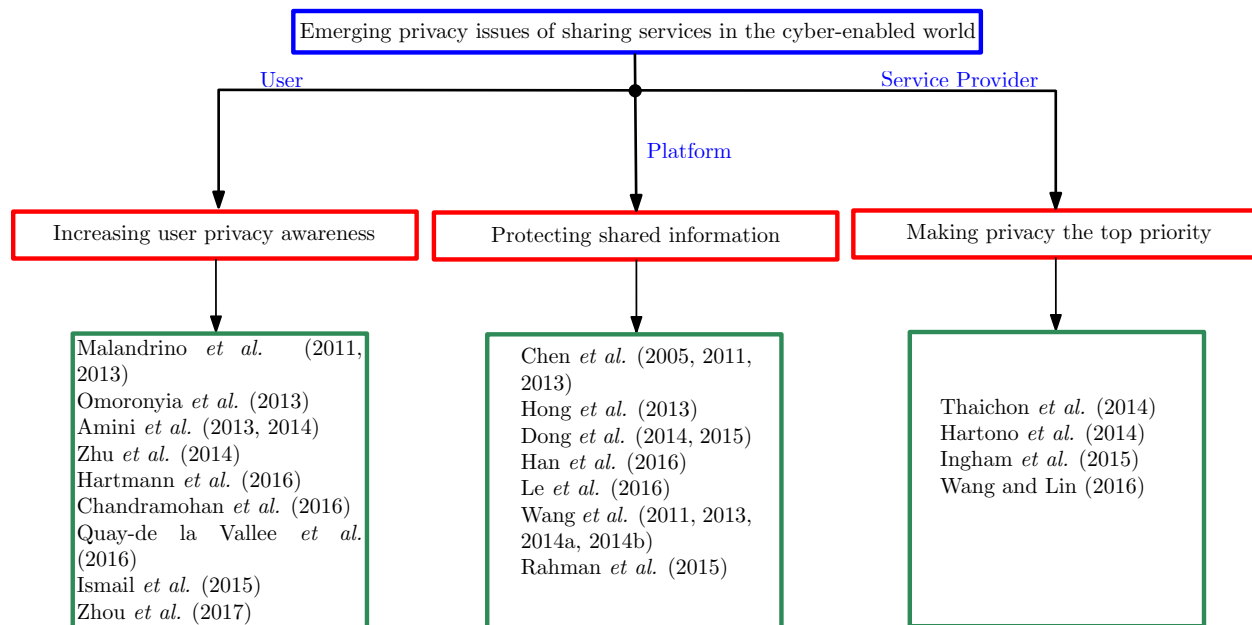 Emerging privacy issues of sharing services in the cyber-enabled world
User
Service Provider
Platform
Increasing user privacy awareness
Protecting shared information
Making privacy the top priority
Malandrino et al. (2011,
2013)
Omoronyia et al. (2013)
Amini et al. (2013, 2014)
Zhu et al. (2014)
Hartmann et al. (2016)
Chandramohan et al. (2016)
Quay-de la Vallee et al.
(2016)
Ismail et al. (2015)
Zhou et al. (2017)
Chen et al. (2005, 2011,
2013)
Hong et al. (2013)
Dong et al. (2014, 2015)
Han et al. (2016)
Le et al. (2016)
Wang et al. (2011, 2013,
2014a, 2014b)
Rahman et al. (2015)
Thaichon et al. (2014)
Hartono et al. (2014)
Ingham et al. (2015)
Wang and Lin (2016)